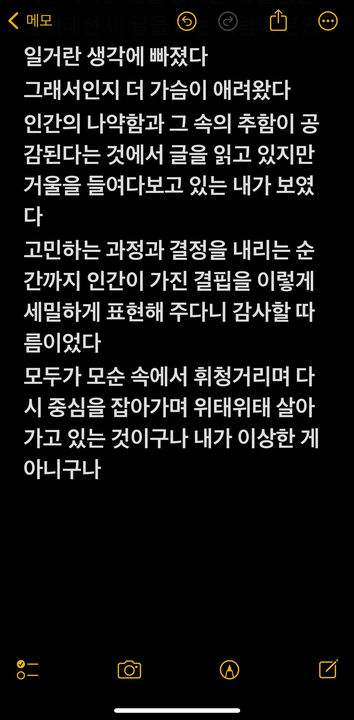 메모
일거란 생각에 빠졌다
그래서인지 더 가슴이 애려왔다
인간의 나약함과 그 속의 추함이 공
감된다는 것에서 글을 읽고 있지만
거울을 들여다보고 있는 내가 보였
다
고민하는 과정과 결정을 내리는 순
간까지 인간이 가진 결핍을 이렇게
세밀하게 표현해 주다니 감사할 따
름이었다
모두가 모순 속에서 휘청거리며 다
시 중심을 잡아가며 위태위태 살아
가고 있는 것이구나 내가 이상한 게
아니구나